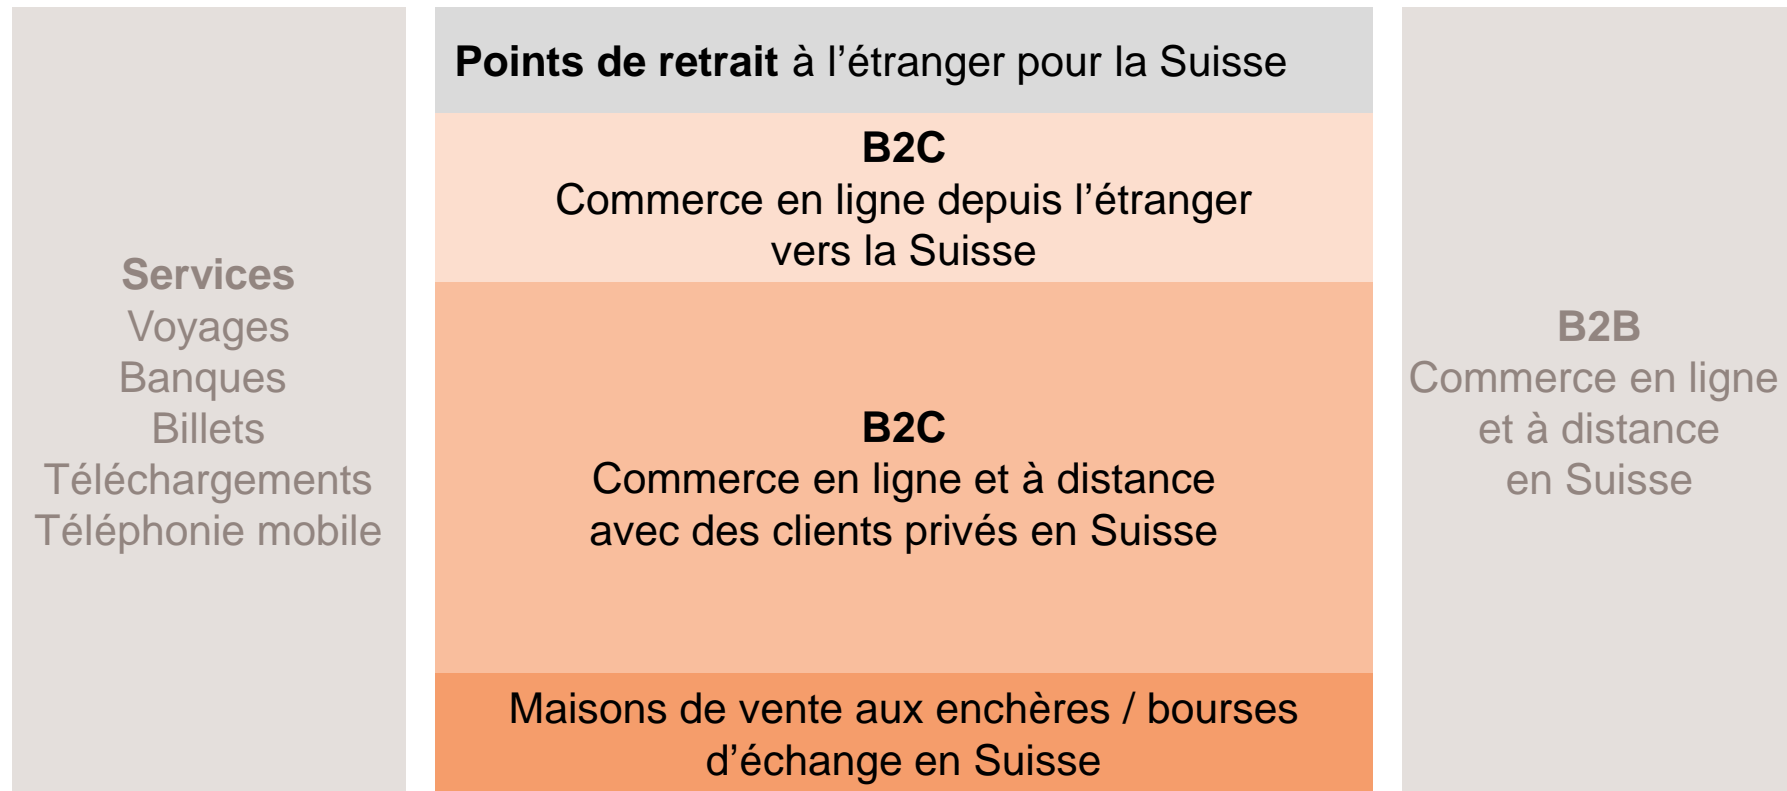 Services
Voyages
Banques
Billets
Téléchargements
Téléphonie mobile
Points de retrait à l’étranger pour la Suisse
B2C
Commerce en ligne depuis l’étranger
vers la Suisse
B2C
Commerce en ligne et à distance
avec des clients privés en Suisse
Maisons de vente aux enchères / bourses
d’échange en Suisse
B2B
Commerce en ligne
et à distance
en Suisse